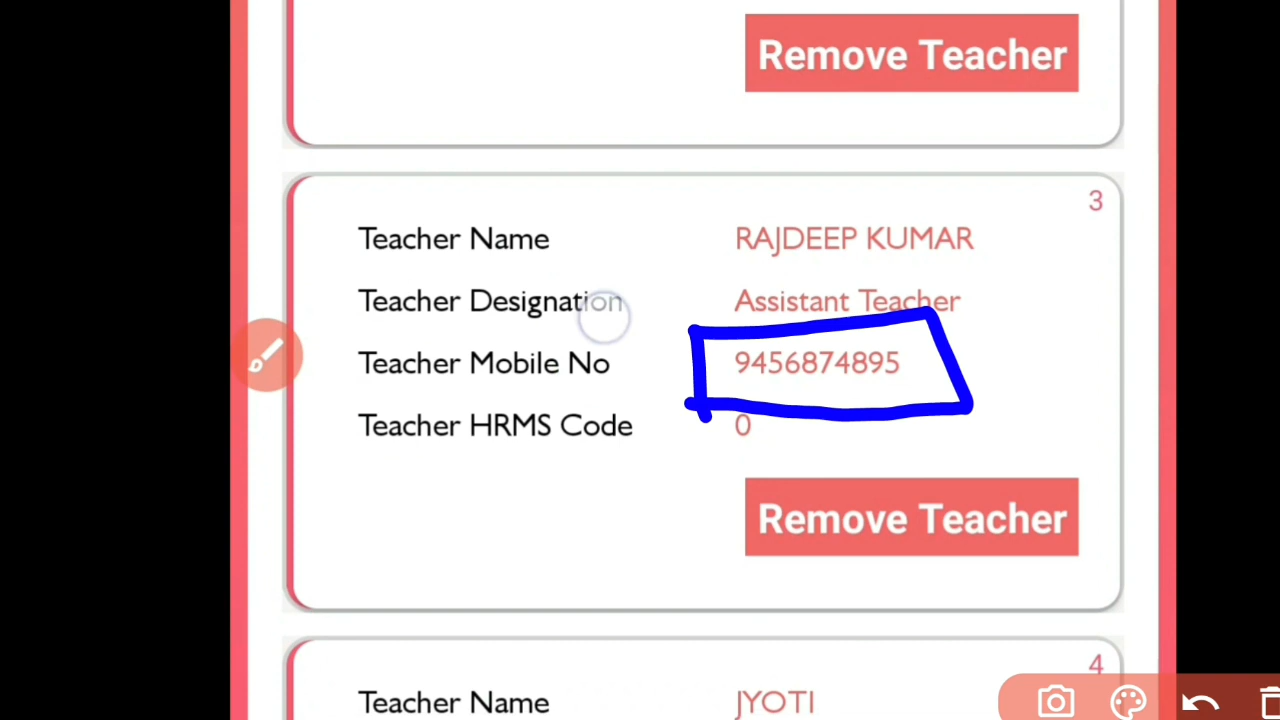 Remove Teacher
3
Teacher Name RAJDEEP KUMAR
Teacher Designation Assistant Teacher
Teacher Mobile No 9456874895
Teacher HRMS Code 0
Remove Teacher
4
Teacher Name JYOTI